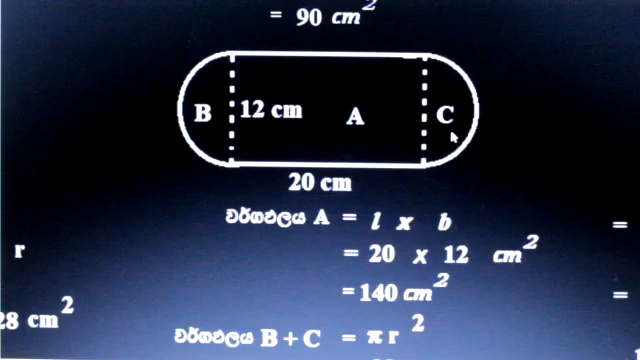 = 90 cm²
B 12 cm A C
20 cm
වර්ගඵලය A = l x b =
r = 20 x 12 cm²
= 140 cm² =
28 cm²
වර්ගඵලය B + C = π r ²